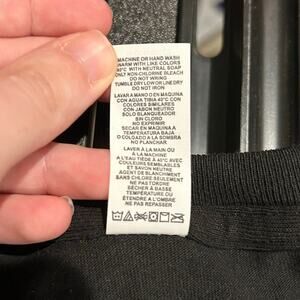 MACHINE OR HAND WASH
WARM WITH LIKE COLORS
40°C WITH NEUTRAL SOAP
ONLY NON-CHLORINE BLEACH
DO NOT WRING
TUMBLE DRY LOW OR LINE DRY
DO NOT IRON
LAVAR A MANO O EN MAQUINA
CON AGUA TIBIA 40°C CON
COLORES SIMILARES
CON JABON NEUTRO
SOLO BLANQUEADOR
SIN CLORO
NO EXPRIMIR
SECAR EN MAQUINA A
TEMPERATURA BAJA
O COLGARLO A LA SOMBRA
NO PLANCHAR
LAVER À LA MAIN OU
À LA MACHINE
A L'EAU TIÈDE À 40°C AVEC
COULEURS SEMBLABLES
ET SAVON NEUTRE
AGENT DE BLANCHIMENT
SANS CHLORE SEULEMENT
NE PAS TORDRE
SÉCHER À BASSE
TEMPÉRATURE OU
ÉTENDRE A L'OMBRE
NE PAS REPASSER